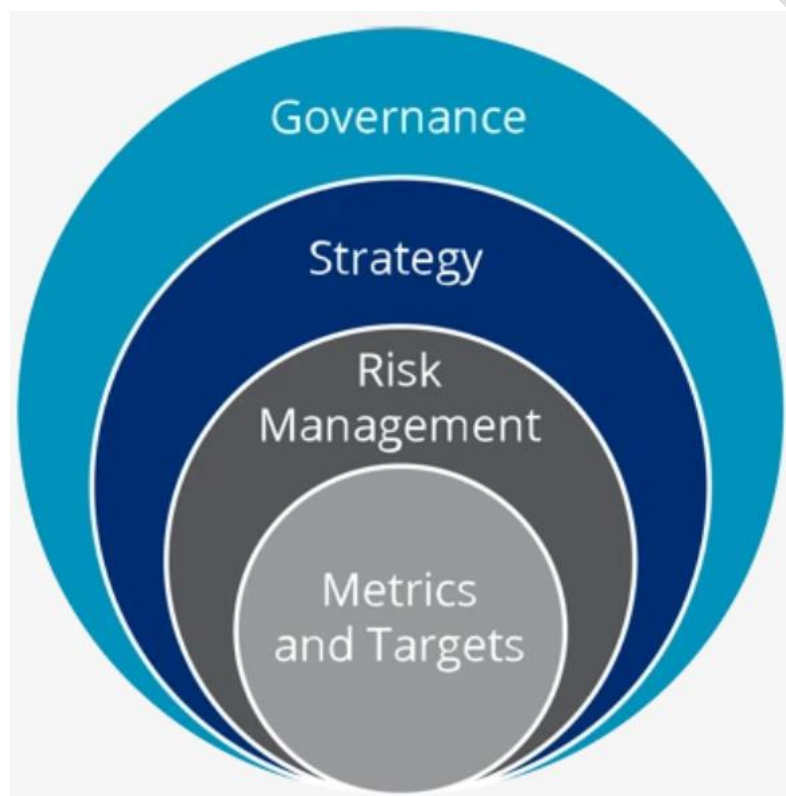 Governance
Strategy
Risk
Management
Metrics
and Targets